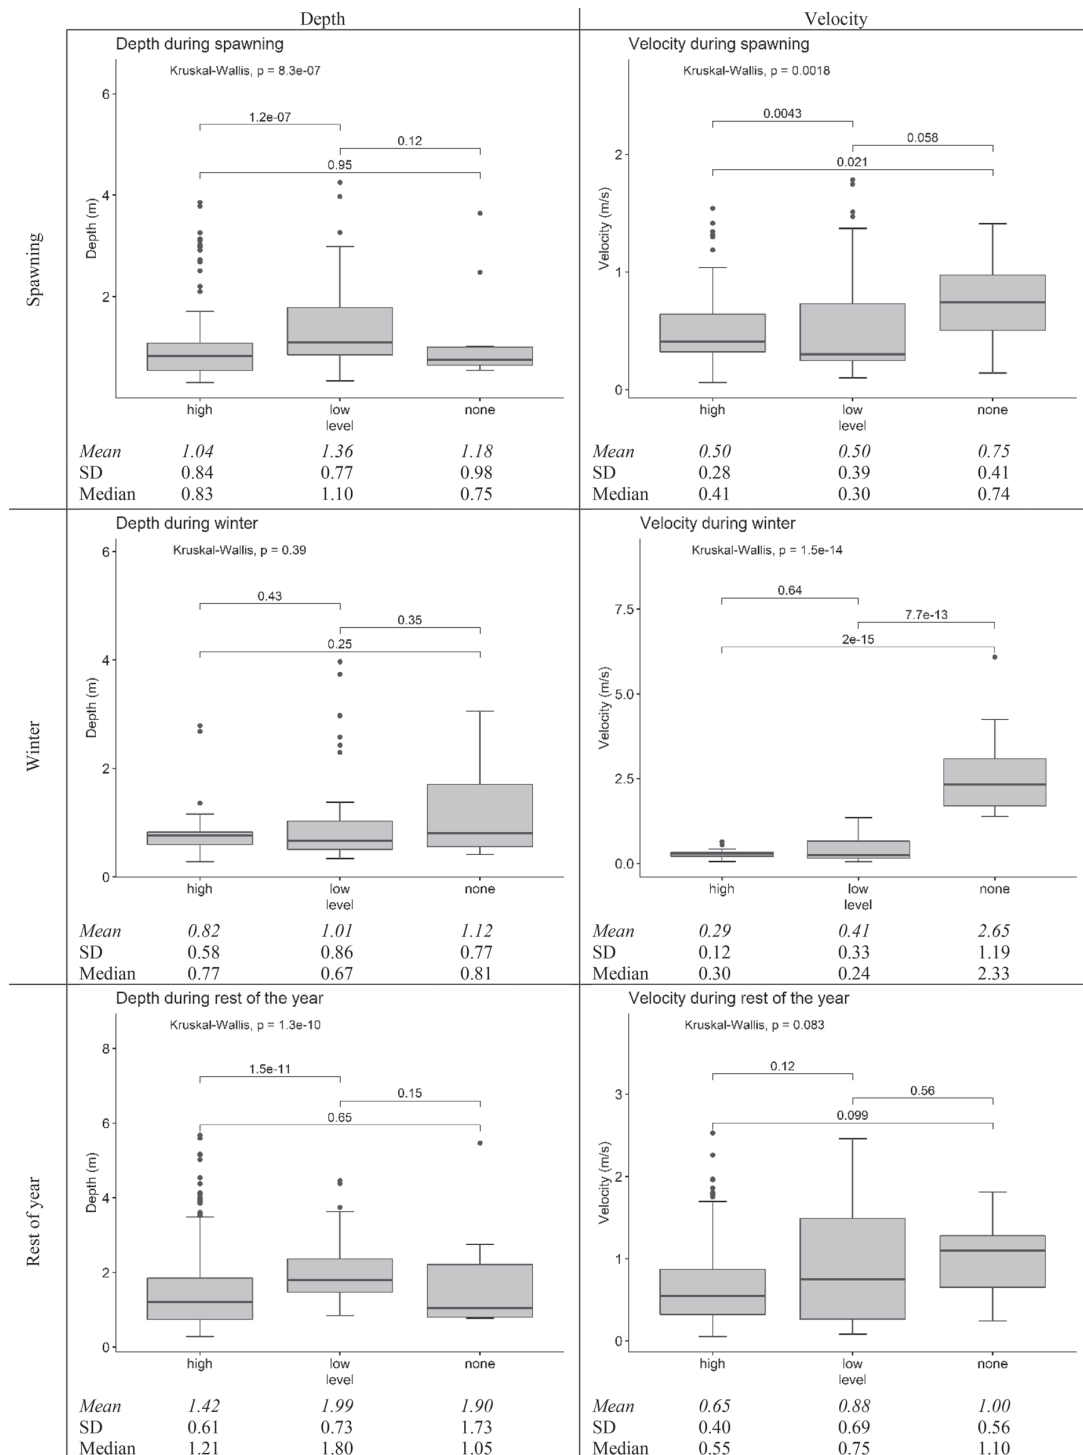 Depth Velocity
Spawning
Depth during spawning
Kruskal-Wallis, p = 8.3e-07
6
1.2e-07
0.12
0.95
4
2
Depth (m)
high low none
level
Mean 1.04 1.36 1.18
SD 0.84 0.77 0.98
Median 0.83 1.10 0.75
Velocity during spawning
Kruskal-Wallis, p = 0.0018
0.0043
0.058
0.021
2
1
0
Velocity (m/s)
high low none
level
Mean 0.50 0.50 0.75
SD 0.28 0.39 0.41
Median 0.41 0.30 0.74
Winter
Depth during winter
Kruskal-Wallis, p = 0.39
6
0.43
0.35
0.25
4
2
0
Depth (m)
high low none
level
Mean 0.82 1.01 1.12
SD 0.58 0.86 0.77
Median 0.77 0.67 0.81
Velocity during winter
Kruskal-Wallis, p = 1.5e-14
0.64
7.7e-13
2e-15
7.5
5.0
2.5
0.0
Velocity (m/s)
high low none
level
Mean 0.29 0.41 2.65
SD 0.12 0.33 1.19
Median 0.30 0.24 2.33
Rest of year
Depth during rest of the year
Kruskal-Wallis, p = 1.3e-10
8
1.5e-11
0.15
0.65
6
4
2
0
Depth (m)
high low none
level
Mean 1.42 1.99 1.90
SD 0.61 0.73 1.73
Median 1.21 1.80 1.05
Velocity during rest of the year
Kruskal-Wallis, p = 0.083
0.12
0.56
0.099
3
2
1
0
Velocity (m/s)
high low none
level
Mean 0.65 0.88 1.00
SD 0.40 0.69 0.56
Median 0.55 0.75 1.10